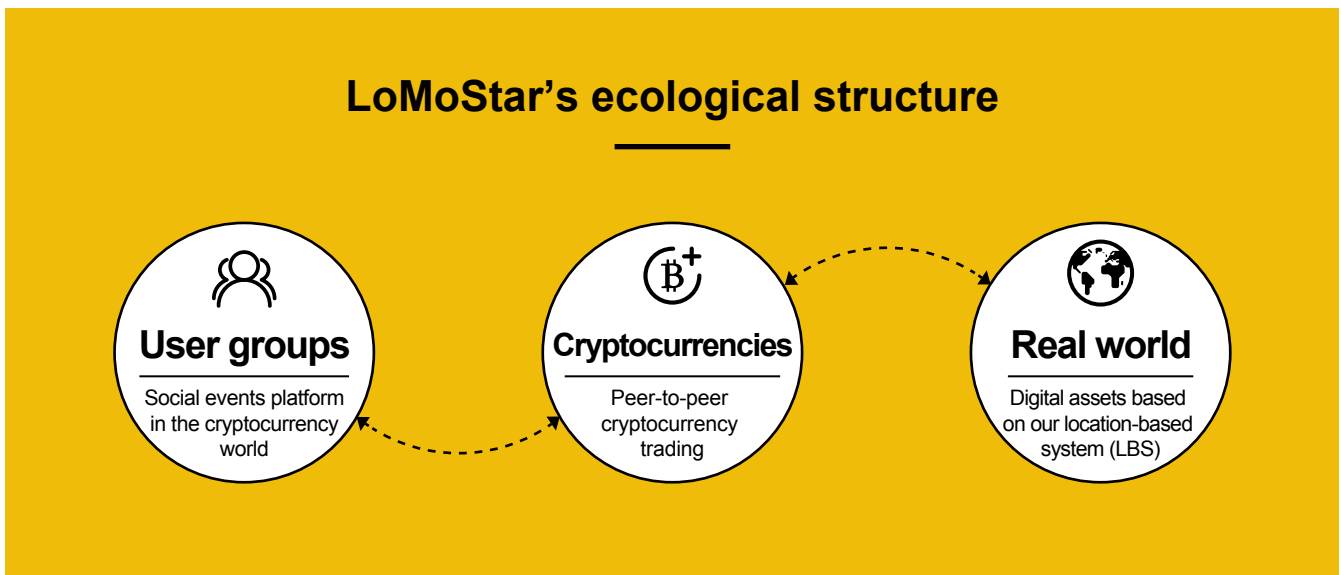 LoMoStar’s ecological structure
User groups
Social events platform
in the cryptocurrency
world
Cryptocurrencies
Peer-to-peer
cryptocurrency
trading
Real world
Digital assets based
on our location-based
system (LBS)